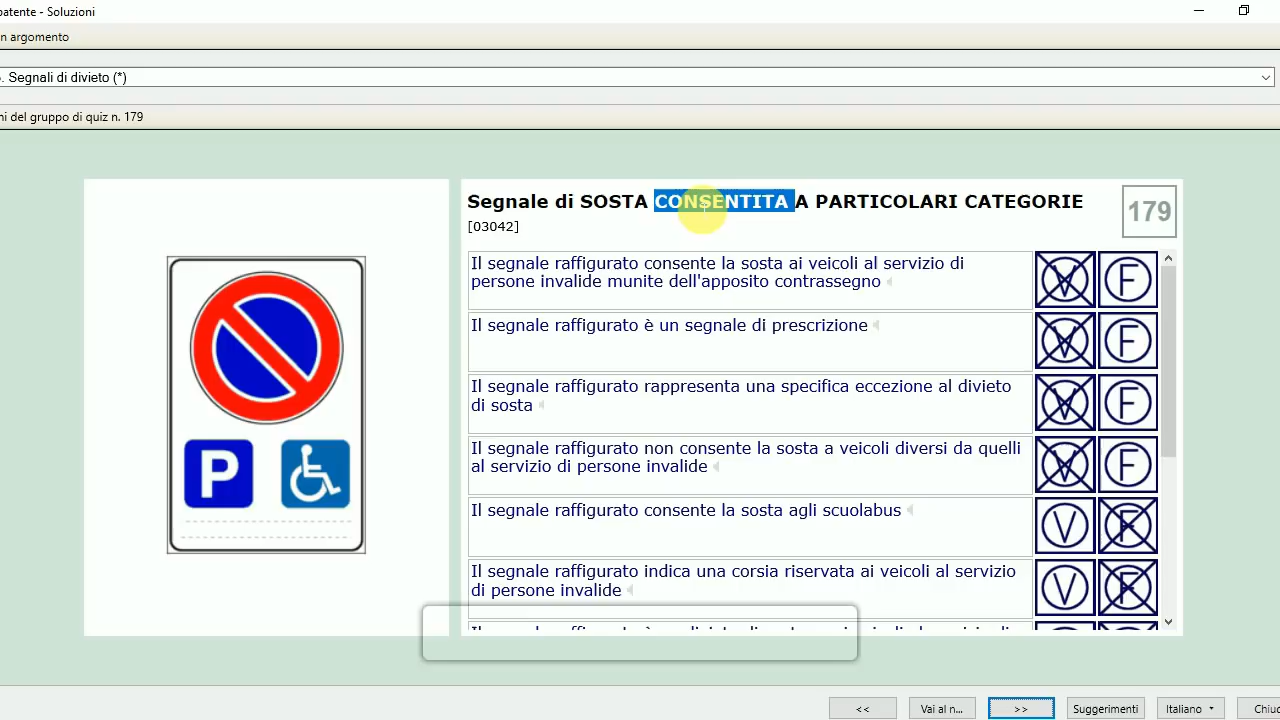 patente - Soluzioni
n argomento
. Segnali di divieto (*)
ni del gruppo di quiz n. 179
Segnale di SOSTA CONSENTITA A PARTICOLARI CATEGORIE
[03042]
179
Il segnale raffigurato consente la sosta ai veicoli al servizio di
persone invalide munite dell'apposito contrassegno
V F
Il segnale raffigurato è un segnale di prescrizione
V F
Il segnale raffigurato rappresenta una specifica eccezione al divieto
di sosta
V F
Il segnale raffigurato non consente la sosta a veicoli diversi da quelli
al servizio di persone invalide
V F
Il segnale raffigurato consente la sosta agli scuolabus
V F
Il segnale raffigurato indica una corsia riservata ai veicoli al servizio
di persone invalide
V F
P
<< Vai al n... >> Suggerimenti Italiano Chiuc